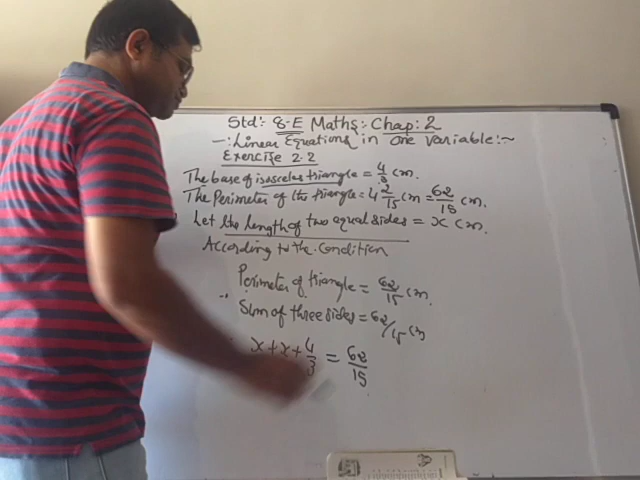 Std:- 8-E Maths:- Chap: 2
-: Linear Equations in One Variable:~
Exercise 2.2
The base of isosceles triangle = 4/3 cm.
The Perimeter of the triangle = 4 2/15 cm = 62/15 cm.
Let the length of two equal sides = x cm.
According to the Condition
Perimeter of triangle = 62/15 cm.
∴ Sum of three sides = 62/15 cm
x + x + 4/3 = 62/15